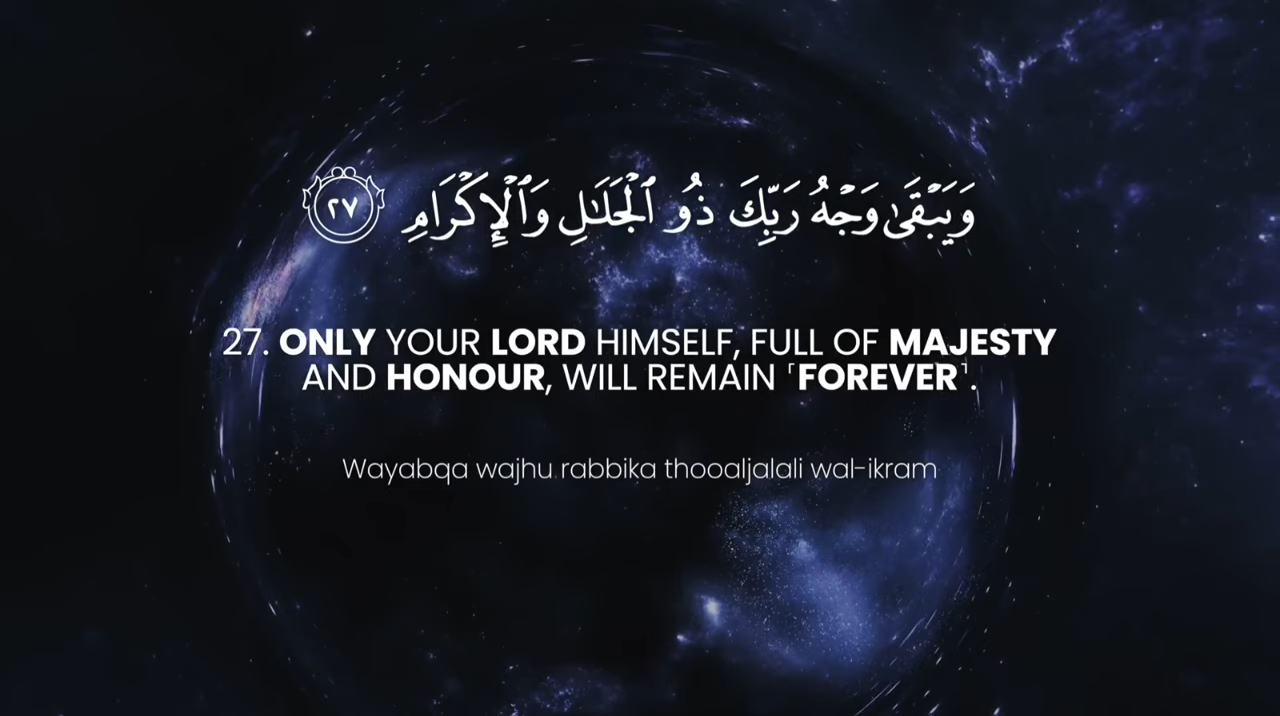 وَيَبْقَىٰ وَجْهُ رَبِّكَ ذُو ٱلْجَلَـٰلِ وَٱلْإِكْرَامِ ٢٧
27. ONLY YOUR LORD HIMSELF, FULL OF MAJESTY
AND HONOUR, WILL REMAIN ˹FOREVER˺.
Wayabqa wajhu rabbika thooaljalali wal-ikram